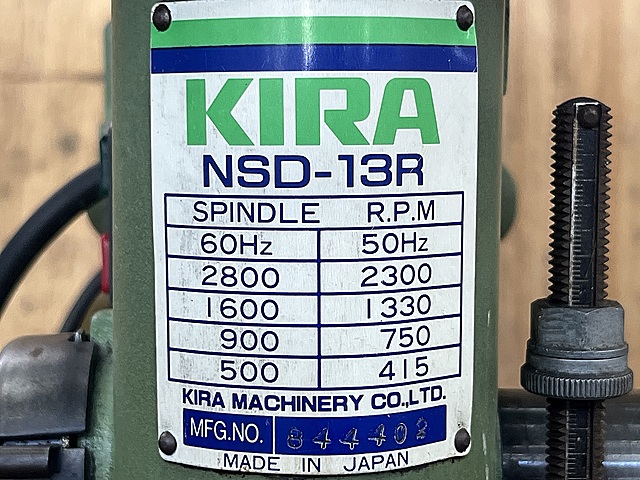 KIRA
NSD-13R
SPINDLE R.P.M
60Hz 50Hz
2800 2300
1600 1330
900 750
500 415
KIRA MACHINERY CO.,LTD.
MFG.NO.
MADE IN JAPAN